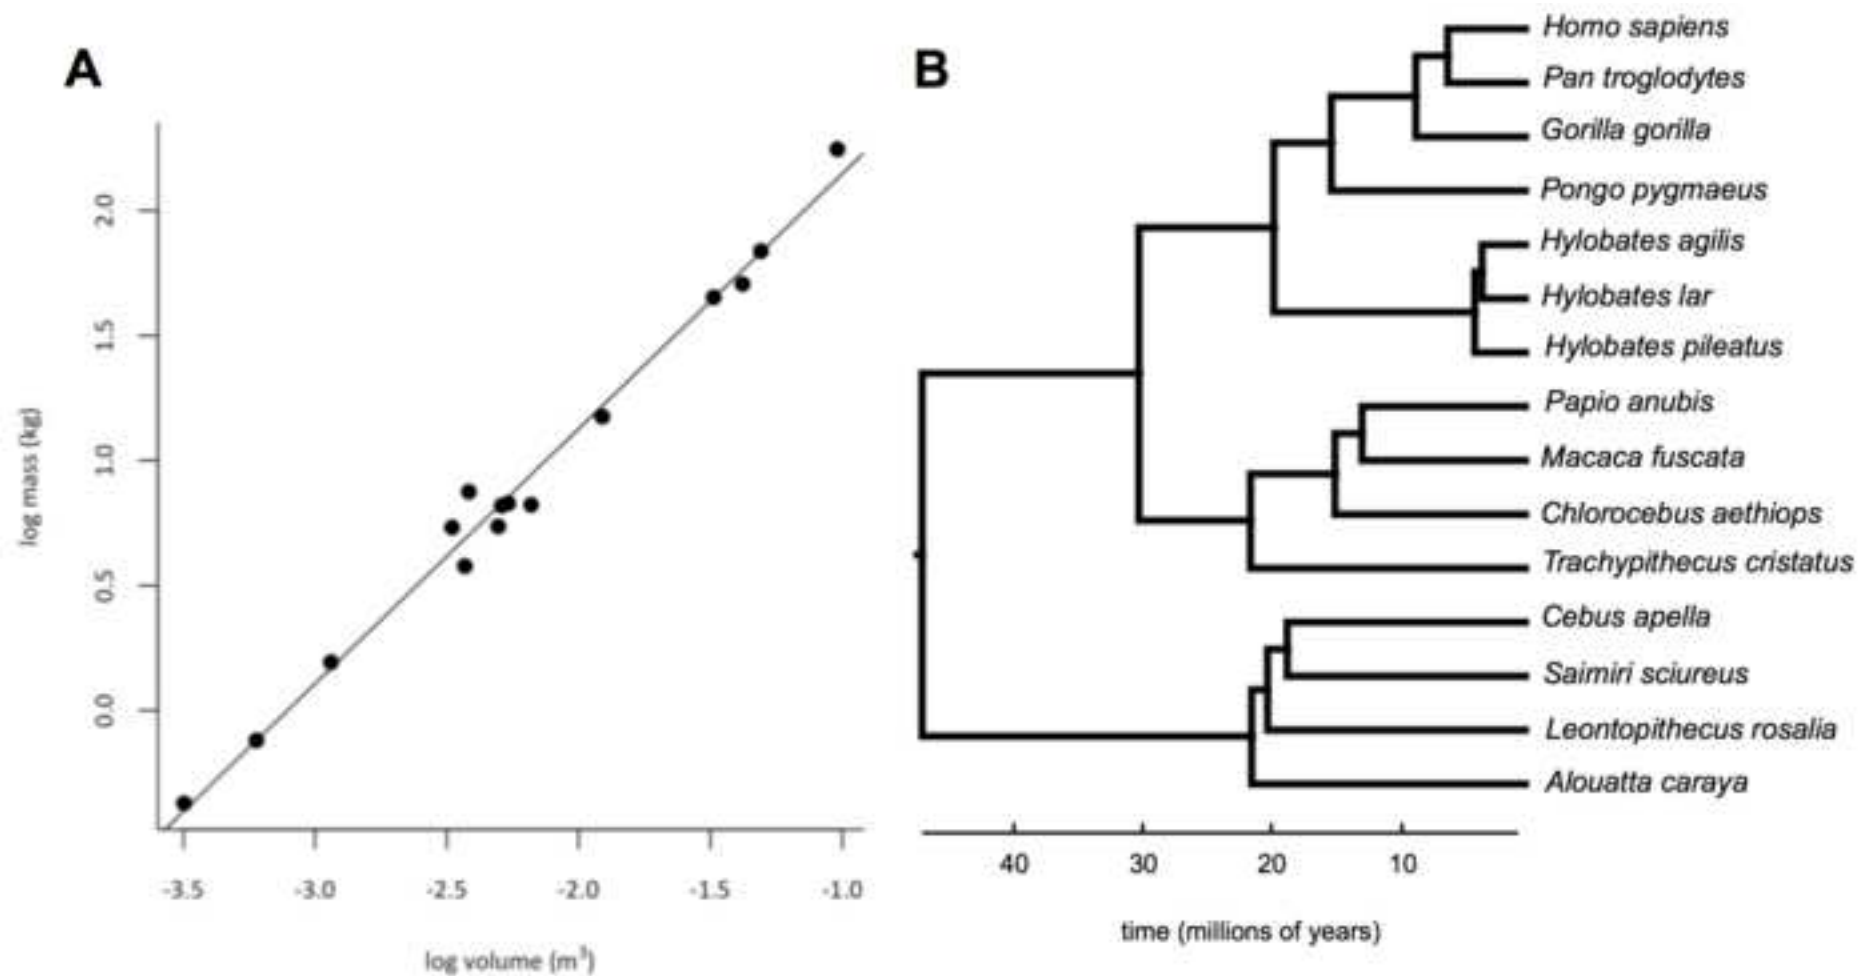 A
log mass (kg)
2.0
1.5
1.0
0.5
0.0
-3.5 -3.0 -2.5 -2.0 -1.5 -1.0
log volume (m³)
B
Homo sapiens
Pan troglodytes
Gorilla gorilla
Pongo pygmaeus
Hylobates agilis
Hylobates lar
Hylobates pileatus
Papio anubis
Macaca fuscata
Chlorocebus aethiops
Trachypithecus cristatus
Cebus apella
Saimiri sciureus
Leontopithecus rosalia
Alouatta caraya
40 30 20 10
time (millions of years)